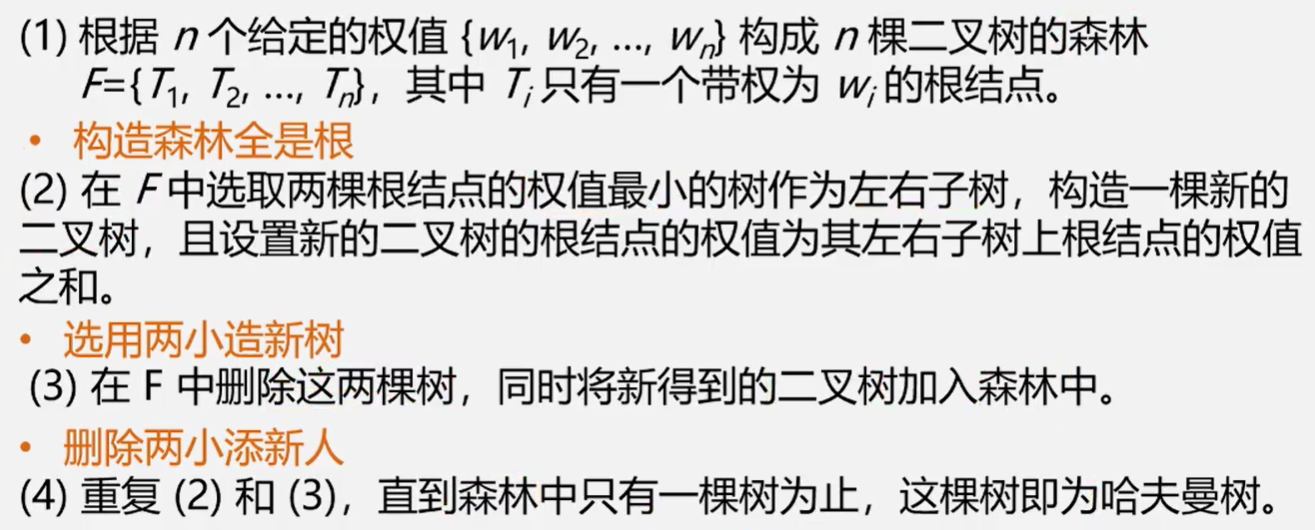 (1) 根据 n 个给定的权值 {w₁, w₂, ..., wₙ} 构成 n 棵二叉树的森林
F={T₁, T₂, ..., Tₙ}，其中 Tᵢ 只有一个带权为 wᵢ 的根结点。
• 构造森林全是根
(2) 在 F 中选取两棵根结点的权值最小的树作为左右子树，构造一棵新的
二叉树，且设置新的二叉树的根结点的权值为其左右子树上根结点的权值
之和。
• 选用两小造新树
(3) 在 F 中删除这两棵树，同时将新得到的二叉树加入森林中。
• 删除两小添新人
(4) 重复 (2) 和 (3)，直到森林中只有一棵树为止，这棵树即为哈夫曼树。